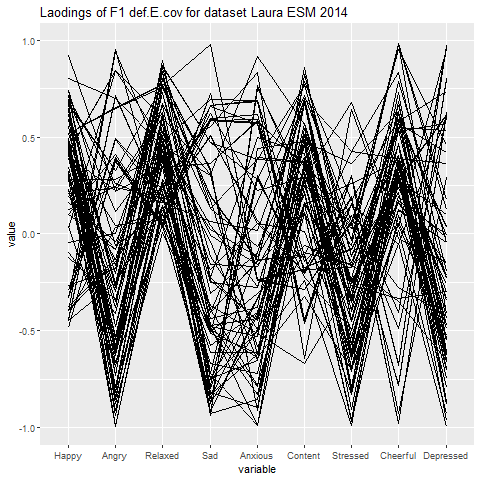 Laodings of F1 def.E.cov for dataset Laura ESM 2014
1.0
0.5
0.0
-0.5
-1.0
value
Happy Angry Relaxed Sad Anxious Content Stressed Cheerful Depressed
variable